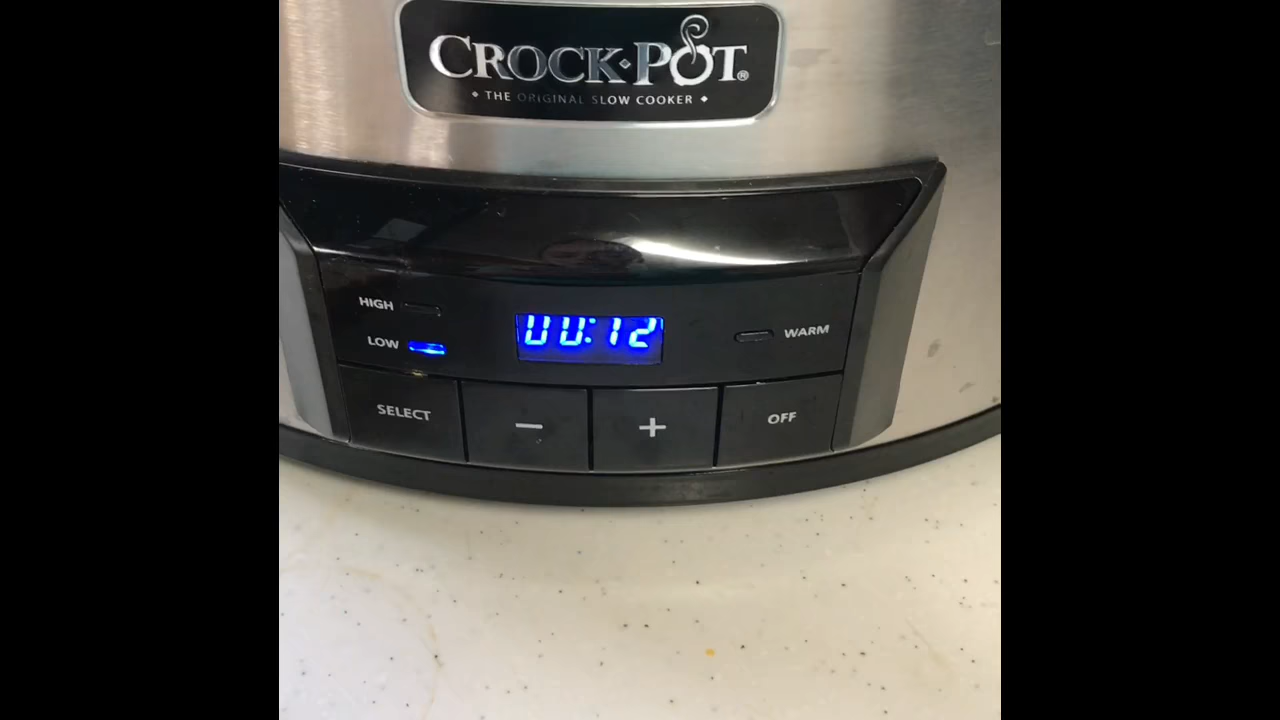 CROCK·POT®
THE ORIGINAL SLOW COOKER
HIGH
LOW
00:12
WARM
SELECT
−
+
OFF